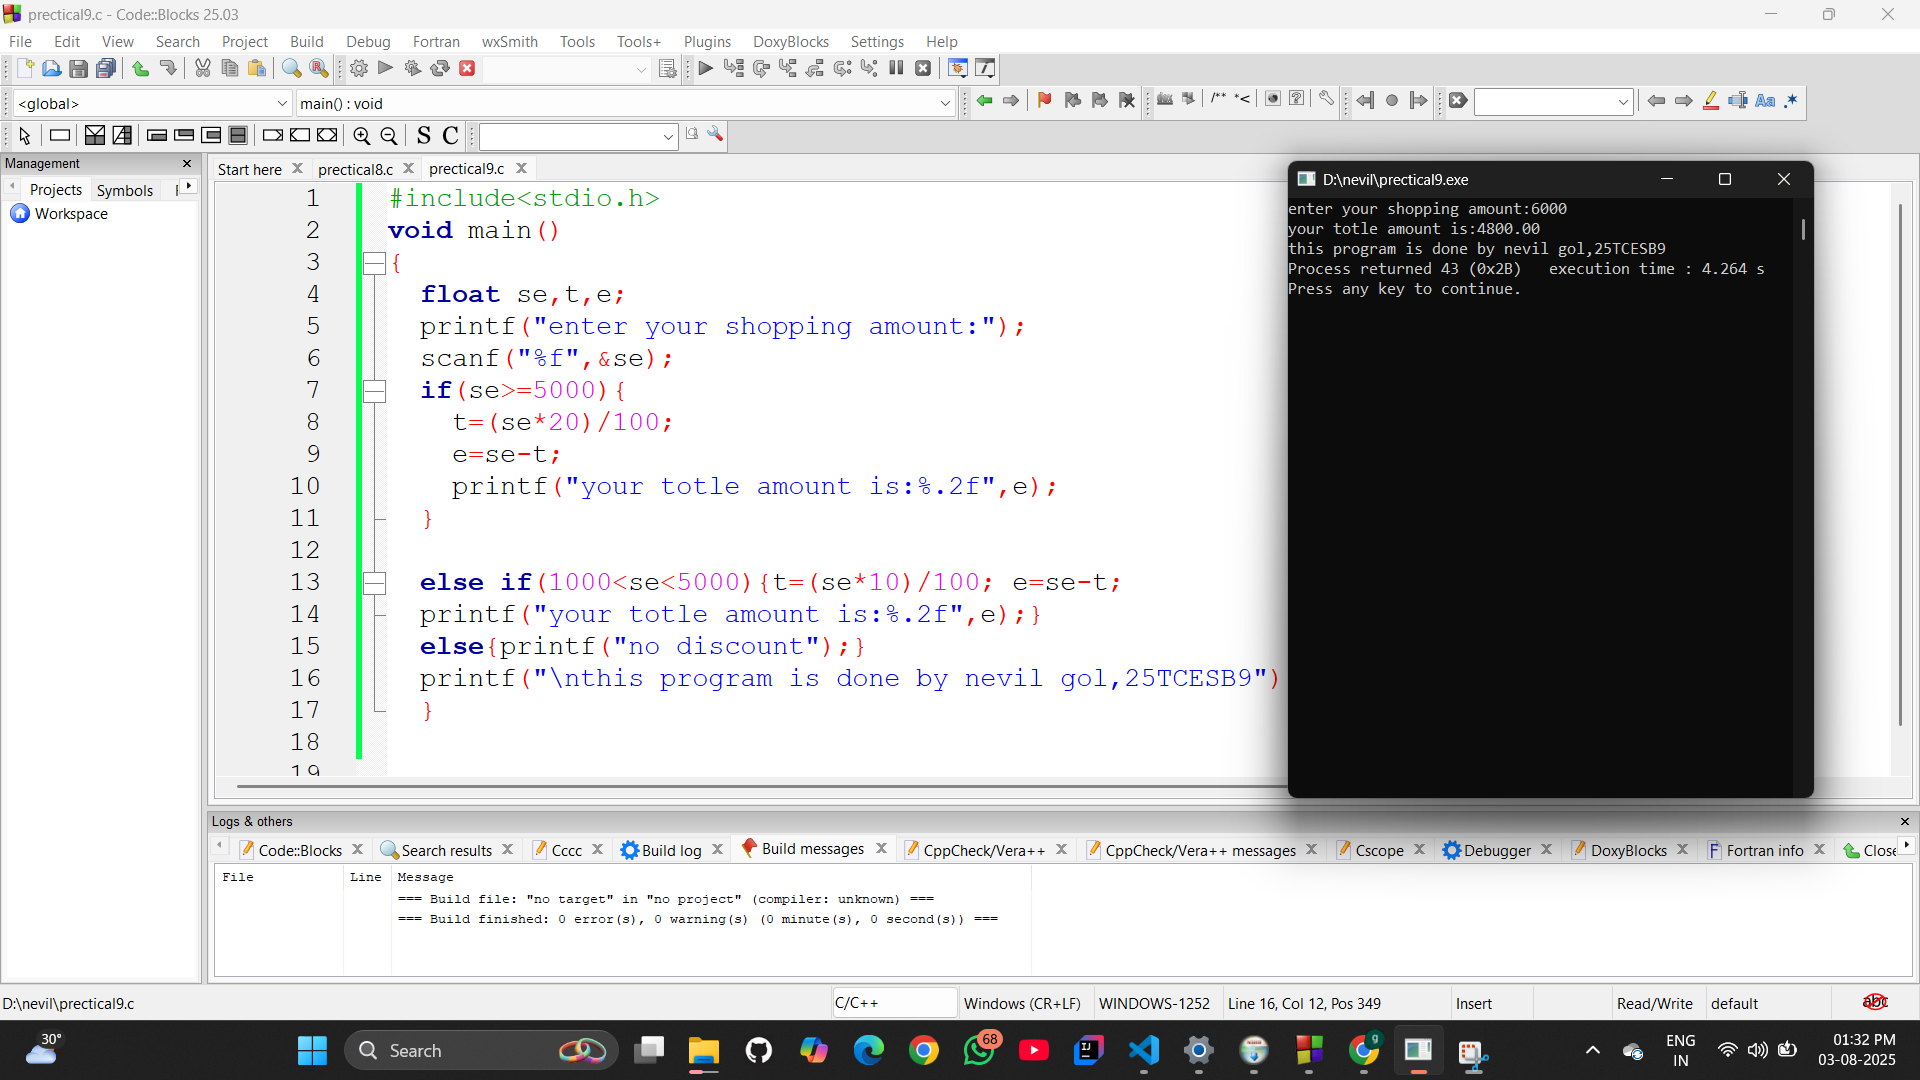 prectical9.c - Code::Blocks 25.03
File Edit View Search Project Build Debug Fortran wxSmith Tools Tools+ Plugins DoxyBlocks Settings Help
<global> main() : void
/** *<
Aa .*
S C
Management
Projects Symbols
Workspace
Start here prectical8.c prectical9.c
1 #include<stdio.h>
2 void main()
3 {
4 float se,t,e;
5 printf("enter your shopping amount:");
6 scanf("%f",&se);
7 if(se>=5000){
8 t=(se*20)/100;
9 e=se-t;
10 printf("your totle amount is:%.2f",e);
11 }
12
13 else if(1000<se<5000){t=(se*10)/100; e=se-t;
14 printf("your totle amount is:%.2f",e);}
15 else{printf("no discount");}
16 printf("\nthis program is done by nevil gol,25TCESB9")
17 }
18
19
D:\nevil\prectical9.exe
enter your shopping amount:6000
your totle amount is:4800.00
this program is done by nevil gol,25TCESB9
Process returned 43 (0x2B) execution time : 4.264 s
Press any key to continue.
Logs & others
Code::Blocks Search results Cccc Build log Build messages CppCheck/Vera++ CppCheck/Vera++ messages Cscope Debugger DoxyBlocks Fortran info Close
File Line Message
=== Build file: "no target" in "no project" (compiler: unknown) ===
=== Build finished: 0 error(s), 0 warning(s) (0 minute(s), 0 second(s)) ===
D:\nevil\prectical9.c C/C++ Windows (CR+LF) WINDOWS-1252 Line 16, Col 12, Pos 349 Insert Read/Write default abc
30° Search 68 g ENG IN 01:32 PM
03-08-2025